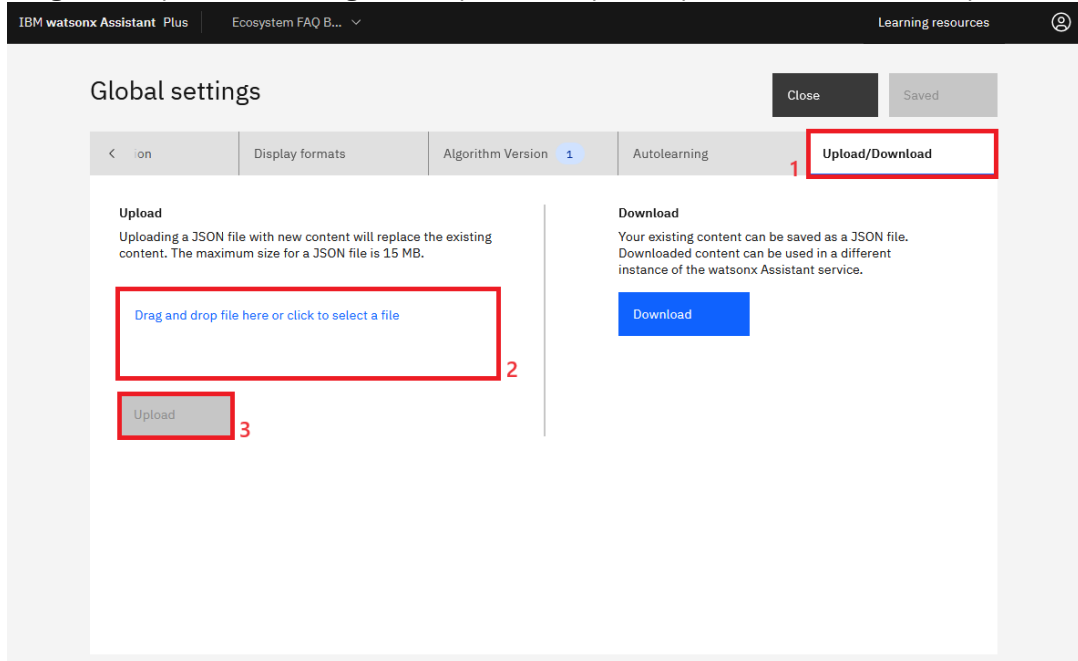 IBM watsonx Assistant Plus
Ecosystem FAQ B...
Learning resources
Global settings
Close
Saved
ion
Display formats
Algorithm Version 1
Autolearning
1
Upload/Download
Upload
Uploading a JSON file with new content will replace the existing
content. The maximum size for a JSON file is 15 MB.
Drag and drop file here or click to select a file
2
Upload
3
Download
Your existing content can be saved as a JSON file.
Downloaded content can be used in a different
instance of the watsonx Assistant service.
Download